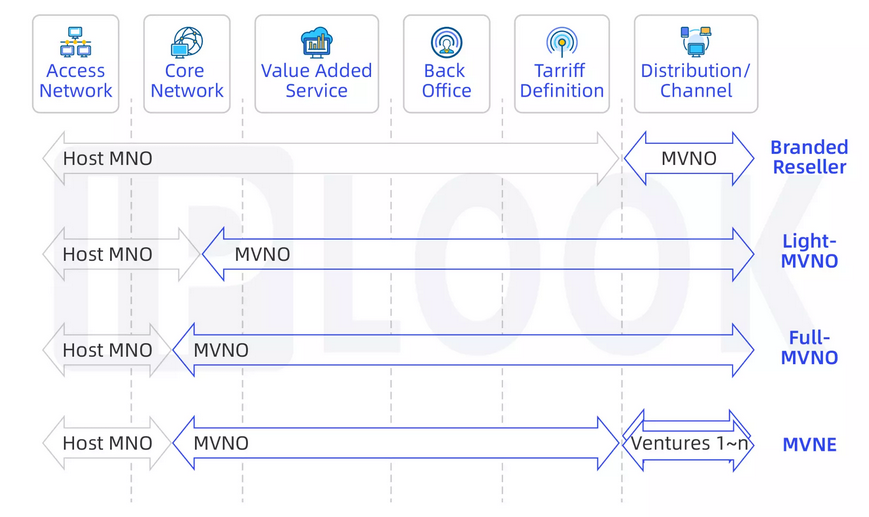 Access
Network
Core
Network
Value Added
Service
Back
Office
Tarriff
Definition
Distribution/
Channel
Host MNO
MVNO
Branded
Reseller
Host MNO
MVNO
Light-
MVNO
Host MNO
MVNO
Full-
MVNO
Host MNO
MVNO
Ventures 1~n
MVNE
IPLOOK